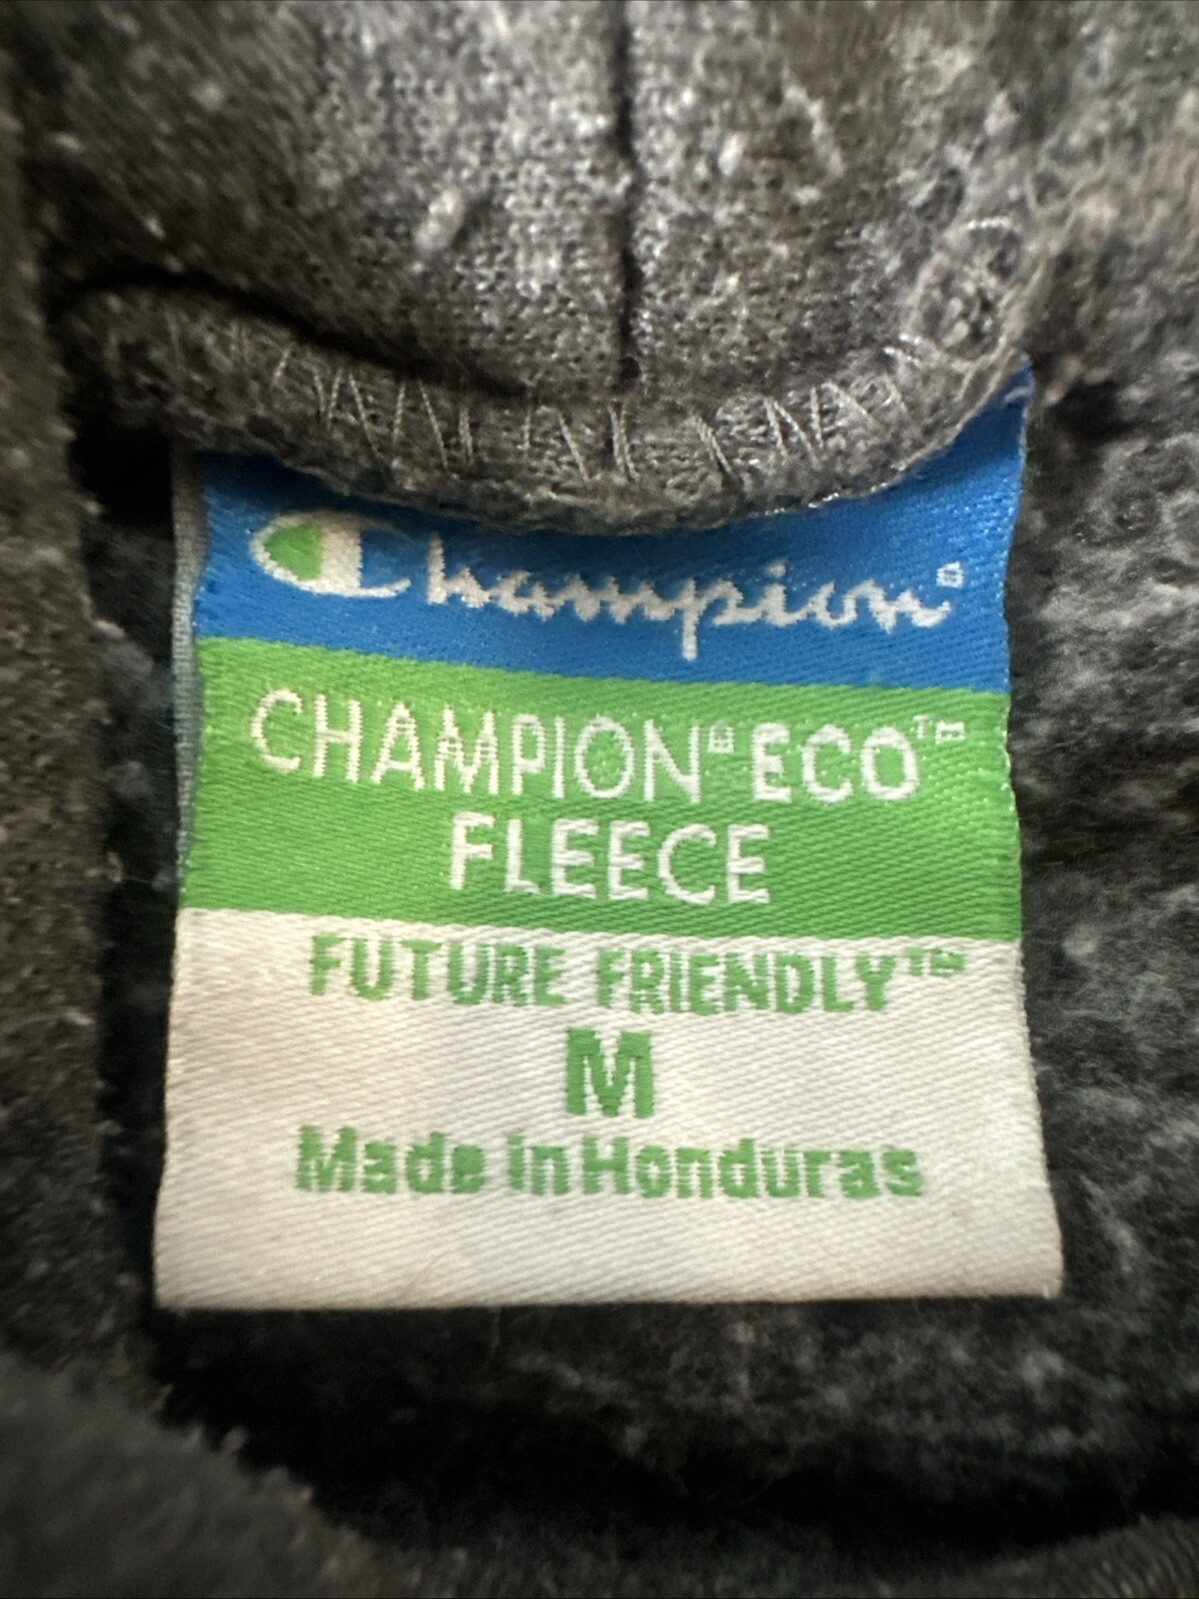 Champion®
CHAMPION® ECO™
FLEECE
FUTURE FRIENDLY™
M
Made in Honduras